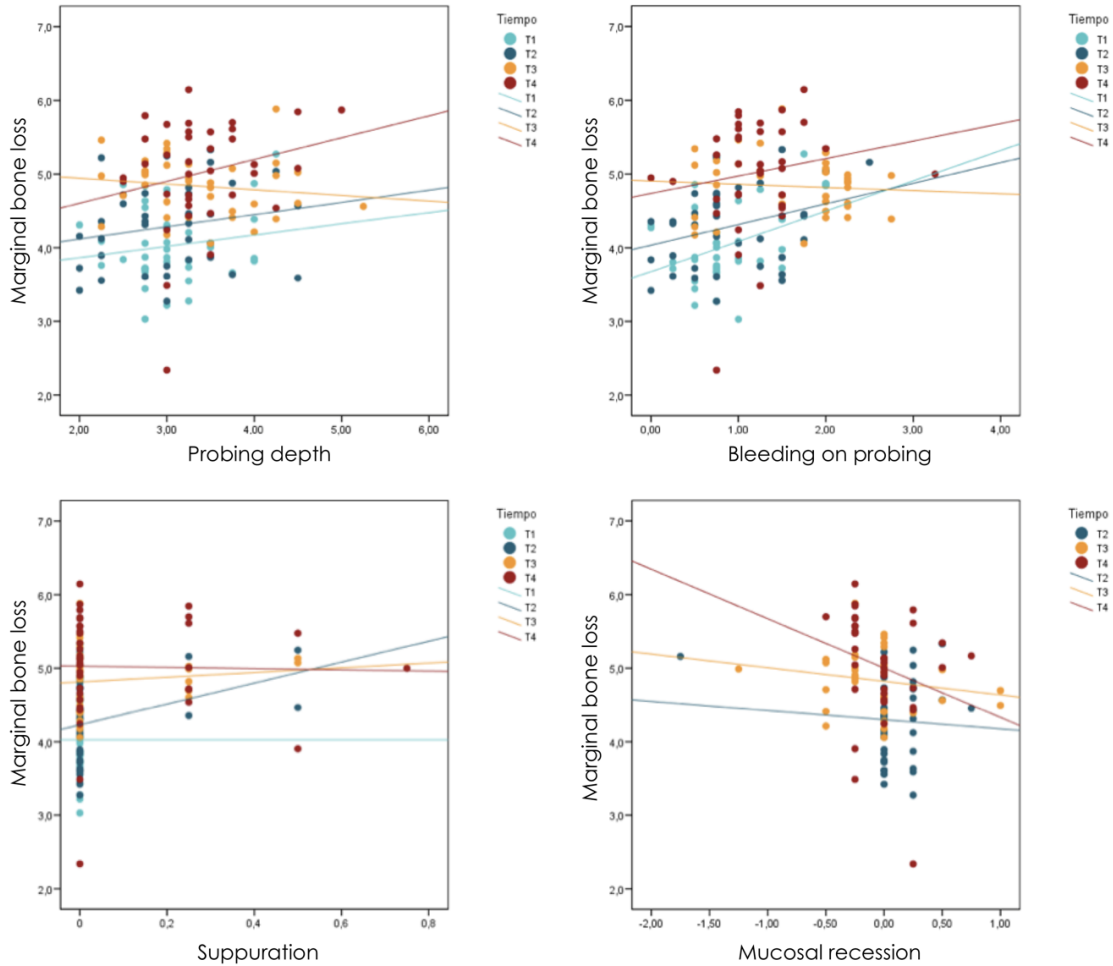 Tiempo
T1
T2
T3
T4
T1
T2
T3
T4
Marginal bone loss
7,0
6,0
5,0
4,0
3,0
2,0
2,00 3,00 4,00 5,00 6,00
Probing depth
Tiempo
T1
T2
T3
T4
T1
T2
T3
T4
Marginal bone loss
7,0
6,0
5,0
4,0
3,0
2,0
0,00 1,00 2,00 3,00 4,00
Bleeding on probing
Tiempo
T1
T2
T3
T4
T1
T2
T3
T4
Marginal bone loss
7,0
6,0
5,0
4,0
3,0
2,0
0 0,2 0,4 0,6 0,8
Suppuration
Tiempo
T2
T3
T4
T2
T3
T4
Marginal bone loss
7,0
6,0
5,0
4,0
3,0
2,0
-2,00 -1,50 -1,00 -0,50 0,00 0,50 1,00
Mucosal recession